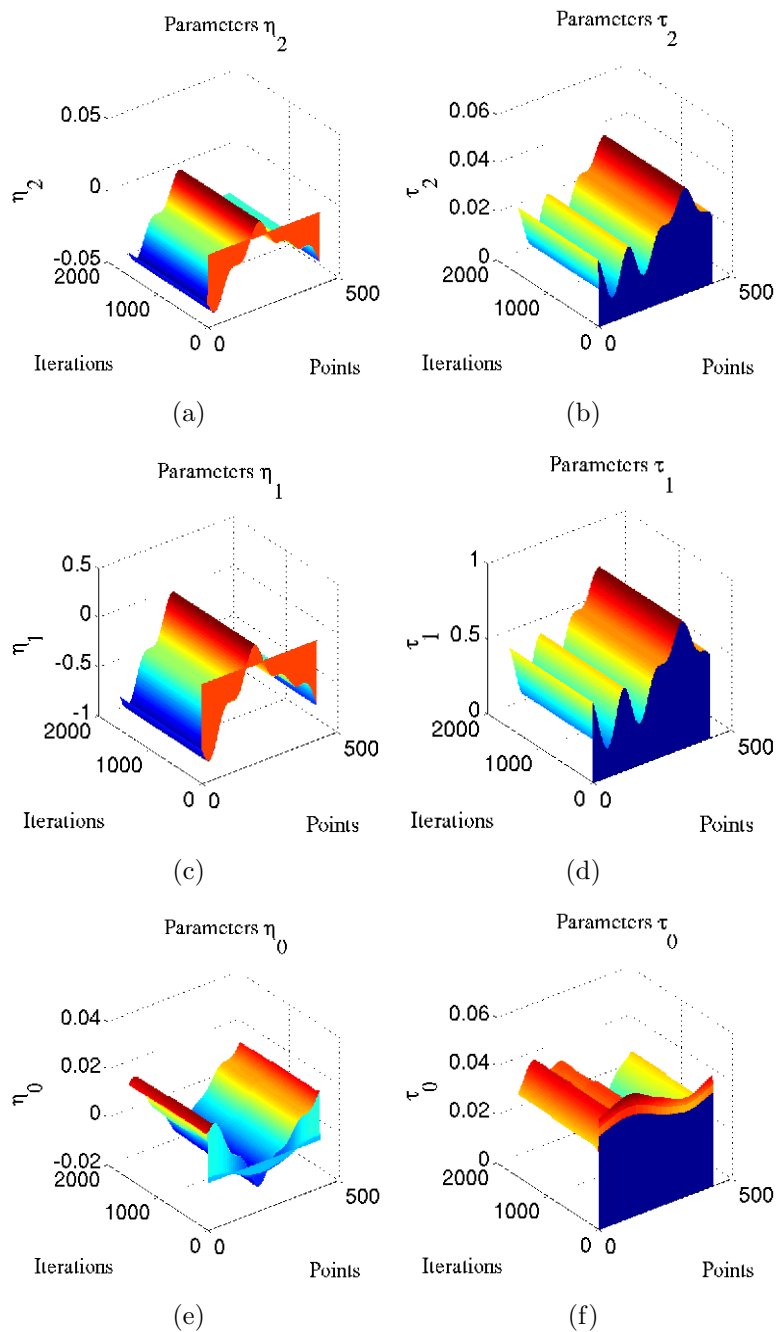 Parameters η2
Parameters τ2
0.05
0
-0.05
η2
2000
1000
0
0
500
Iterations
Points
0.06
0.04
0.02
0
τ2
2000
1000
0
0
500
Iterations
Points
(a)
(b)
Parameters η1
Parameters τ1
0.5
0
-0.5
-1
η1
2000
1000
0
0
500
Iterations
Points
1
0.5
0
τ1
2000
1000
0
0
500
Iterations
Points
(c)
(d)
Parameters η0
Parameters τ0
0.04
0.02
0
-0.02
η0
2000
1000
0
0
500
Iterations
Points
0.06
0.04
0.02
0
τ0
2000
1000
0
0
500
Iterations
Points
(e)
(f)